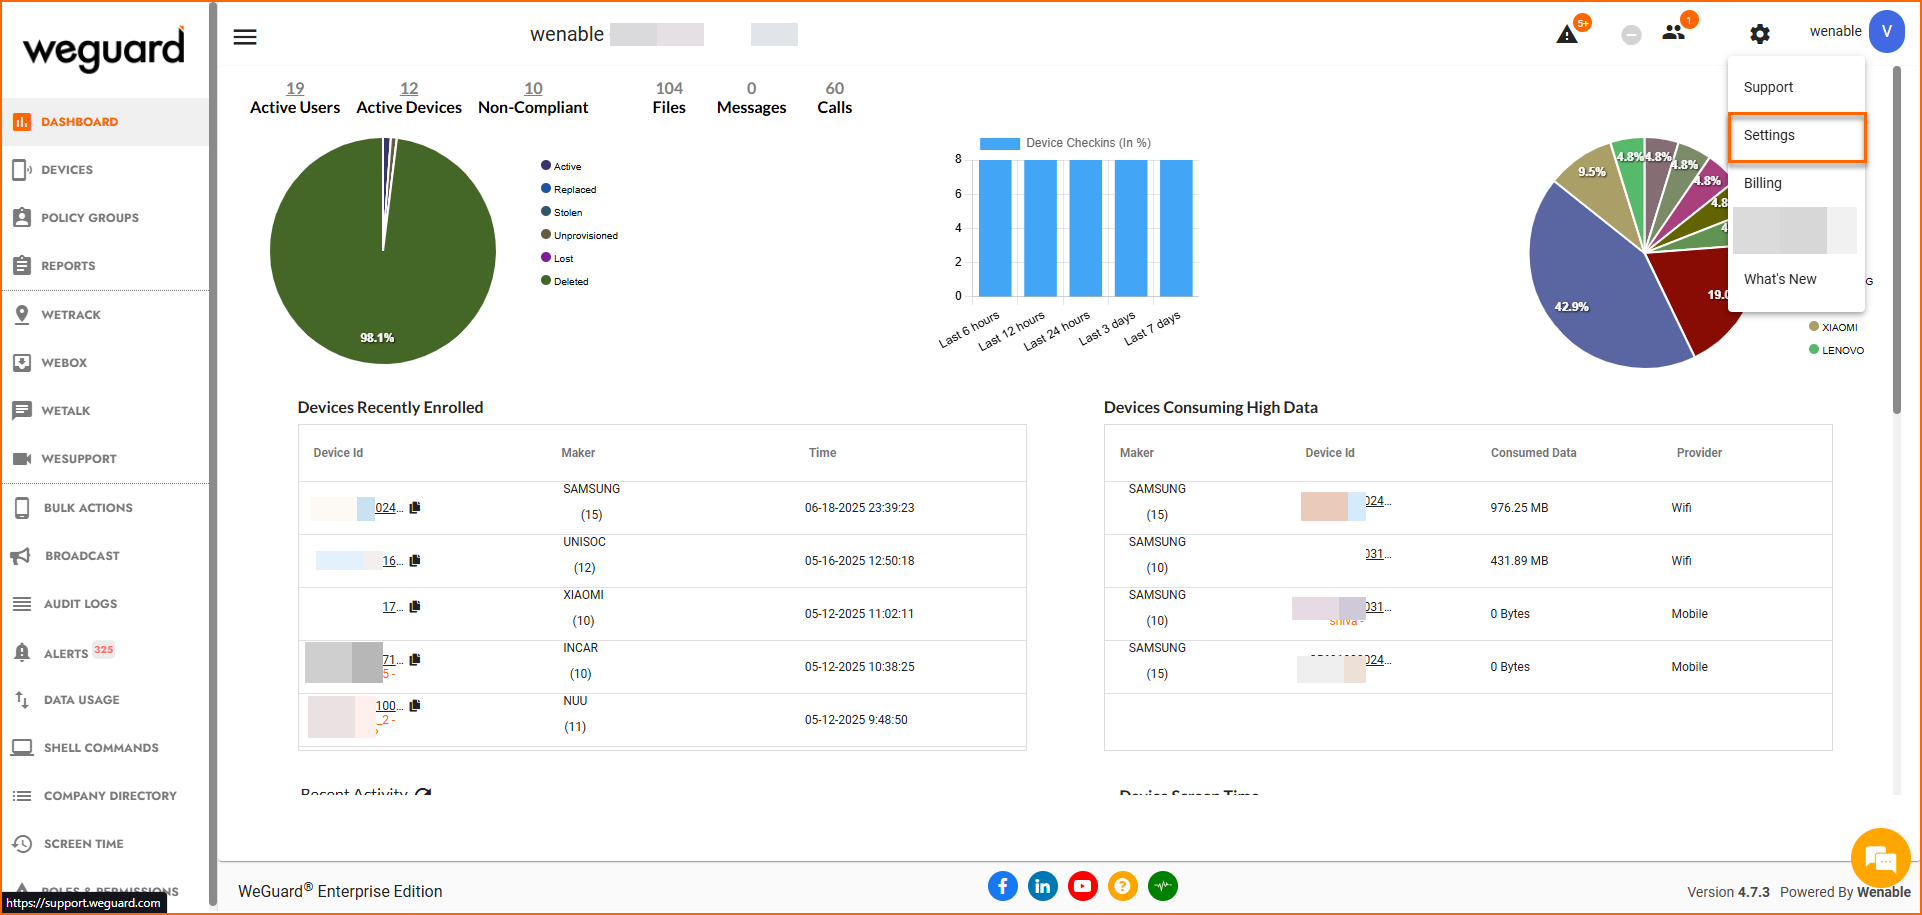 weguard
wenable
5+
1
wenable
V
DASHBOARD
DEVICES
POLICY GROUPS
REPORTS
WETRACK
WEBOX
WETALK
WESUPPORT
BULK ACTIONS
BROADCAST
AUDIT LOGS
ALERTS 325
DATA USAGE
SHELL COMMANDS
COMPANY DIRECTORY
SCREEN TIME
ROLES & PERMISSIONS
https://support.weguard.com
19
Active Users
12
Active Devices
10
Non-Compliant
104
Files
0
Messages
60
Calls
Support
Settings
Billing
What's New
98.1%
Active
Replaced
Stolen
Unprovisioned
Lost
Deleted
Device Checkins (In %)
8
6
4
2
0
Last 6 hours
Last 12 hours
Last 24 hours
Last 3 days
Last 7 days
9.5%
4.8%
4.8%
4.8%
4.8%
4.8
4
19.0
42.9%
G
XIAOMI
LENOVO
Devices Recently Enrolled
Device Id Maker Time
024... SAMSUNG (15) 06-18-2025 23:39:23
16... UNISOC (12) 05-16-2025 12:50:18
17... XIAOMI (10) 05-12-2025 11:02:11
71... INCAR (10) 05-12-2025 10:38:25
5 -
100... NUU (11) 05-12-2025 9:48:50
_2 -
Devices Consuming High Data
Maker Device Id Consumed Data Provider
SAMSUNG (15) 024... 976.25 MB Wifi
SAMSUNG (10) 031... 431.89 MB Wifi
SAMSUNG (10) 031... 0 Bytes Mobile
shiva -
SAMSUNG (15) 024... 0 Bytes Mobile
Recent Activity
Device Screen Time
WeGuard® Enterprise Edition
Version 4.7.3 Powered By Wenable